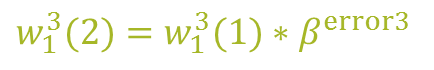 w₁³(2) = w₁³(1) * β^error3